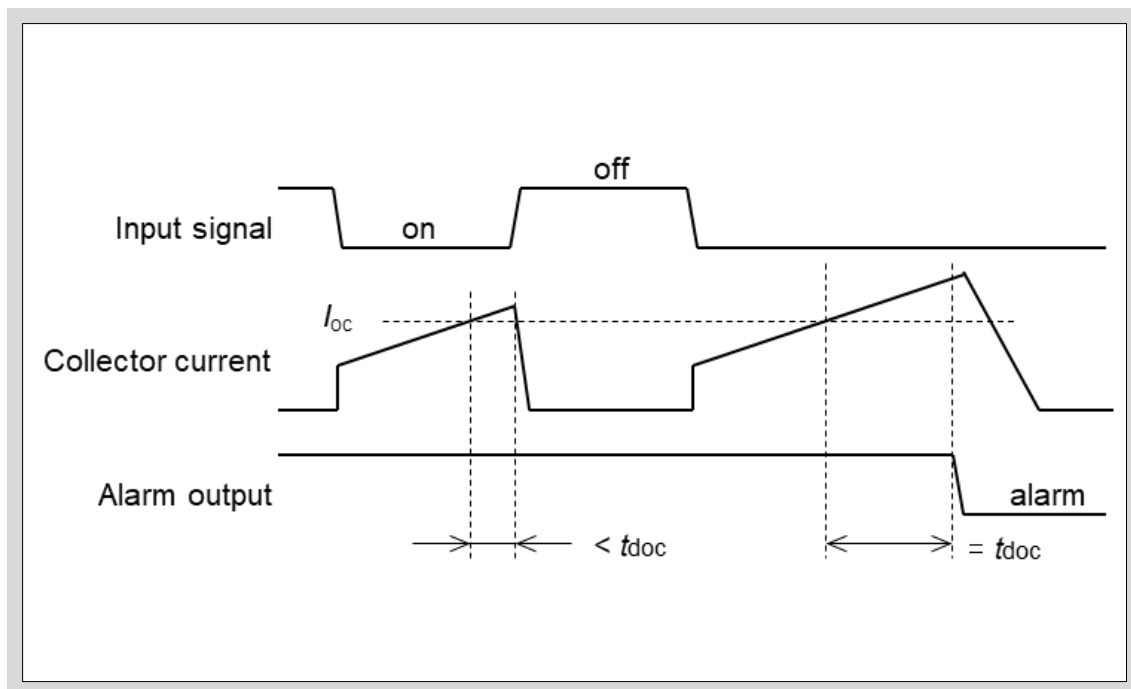 off
Input signal
on
Ioc
Collector current
Alarm output
alarm
< tdoc
= tdoc